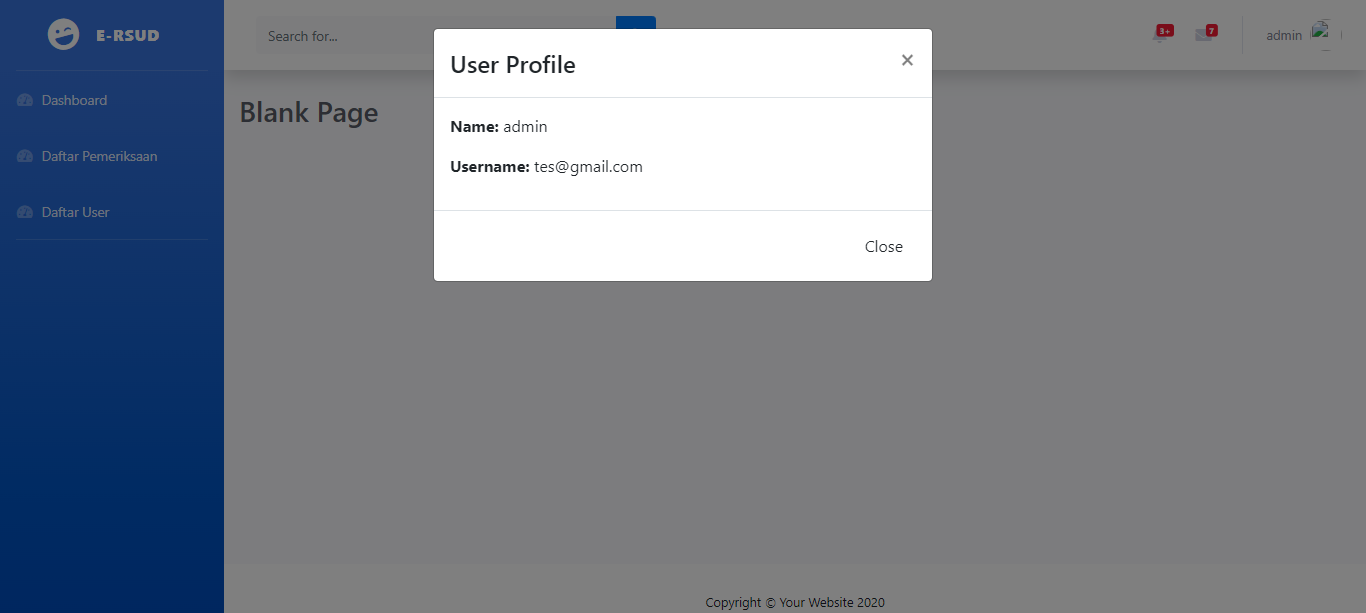 E-RSUD
Dashboard
Daftar Pemeriksaan
Daftar User
Search for...
3+
7
admin
Blank Page
User Profile
×
Name: admin
Username: tes@gmail.com
Close
Copyright © Your Website 2020